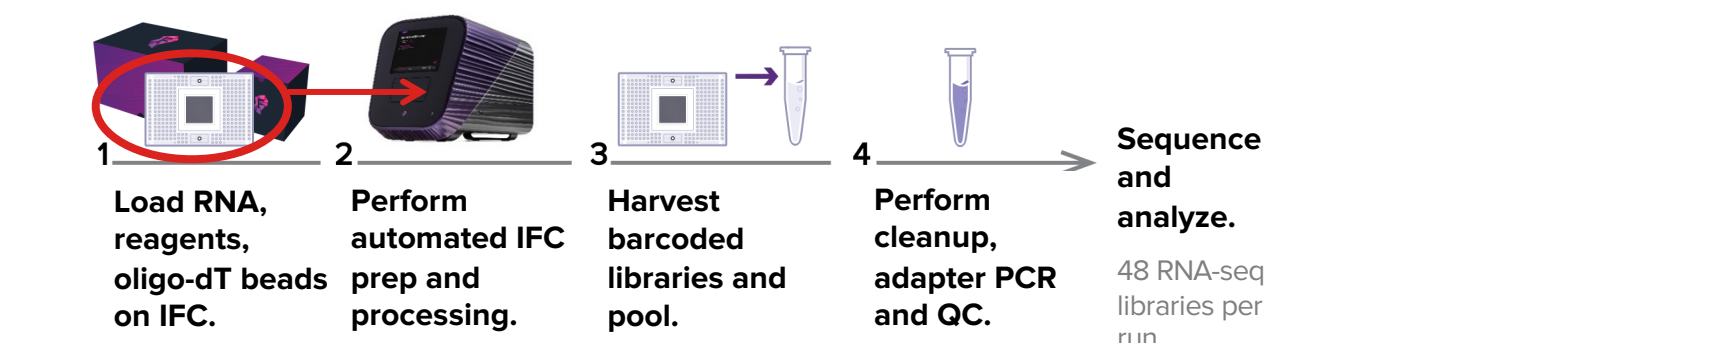 1
Load RNA,
reagents,
oligo-dT beads
on IFC.
2
Perform
automated IFC
prep and
processing.
3
Harvest
barcoded
libraries and
pool.
4
Perform
cleanup,
adapter PCR
and QC.
Sequence
and
analyze.
48 RNA-seq
libraries per
run